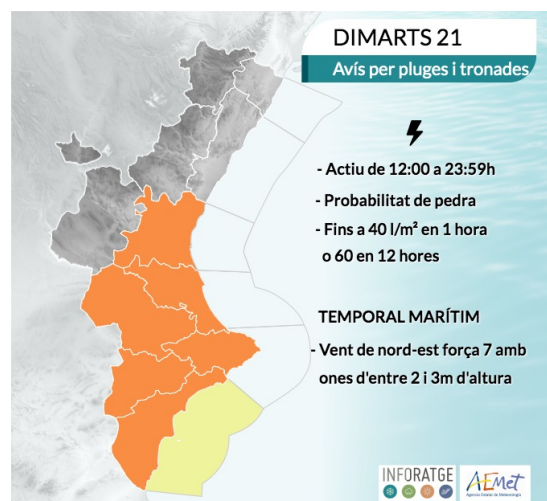 DIMARTS 21
Avís per pluges i tronades
- Actiu de 12:00 a 23:59h
- Probabilitat de pedra
- Fins a 40 l/m² en 1 hora
o 60 en 12 hores
TEMPORAL MARÍTIM
- Vent de nord-est força 7 amb
ones d'entre 2 i 3m d'altura
INFORATGE
AEmet
Agencia Estatal de Meteorología